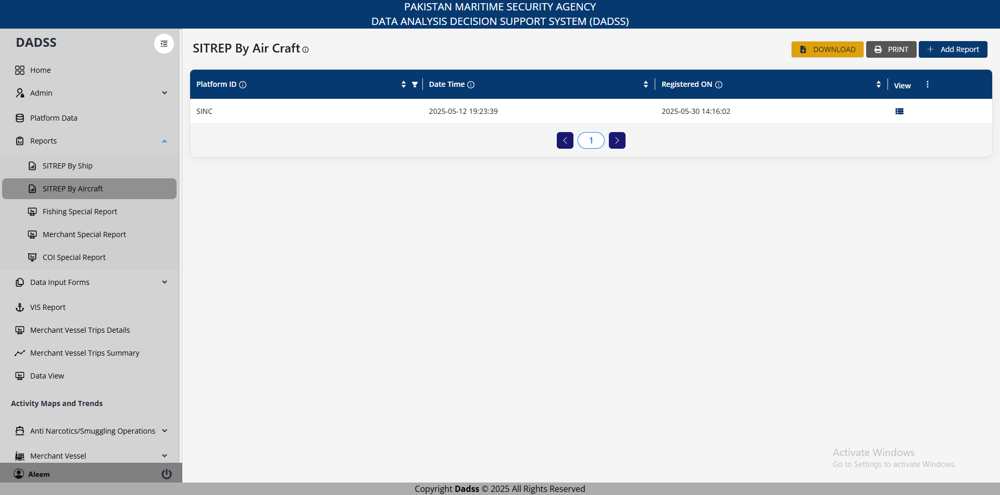 PAKISTAN MARITIME SECURITY AGENCY
DATA ANALYSIS DECISION SUPPORT SYSTEM (DADSS)
DADSS
Home
Admin
Platform Data
Reports
SITREP By Ship
SITREP By Aircraft
Fishing Special Report
Merchant Special Report
COI Special Report
Data Input Forms
VIS Report
Merchant Vessel Trips Details
Merchant Vessel Trips Summary
Data View
Activity Maps and Trends
Anti Narcotics/Smuggling Operations
Merchant Vessel
Aleem
SITREP By Air Craft
DOWNLOAD PRINT Add Report
Platform ID Date Time Registered ON View
SINC 2025-05-12 19:23:39 2025-05-30 14:16:02
1
Activate Windows
Go to Settings to activate Windows.
Copyright Dadss © 2025 All Rights Reserved